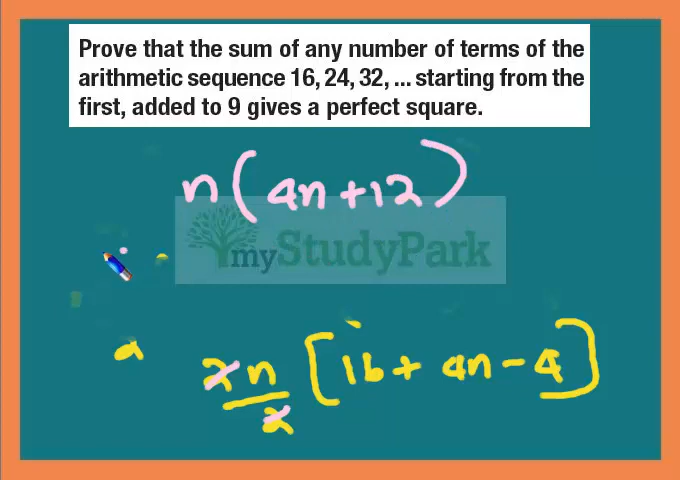 Prove that the sum of any number of terms of the
arithmetic sequence 16, 24, 32, ... starting from the
first, added to 9 gives a perfect square.
n(4n+12)
myStudyPark
2n/2 [16 + 4n - 4]